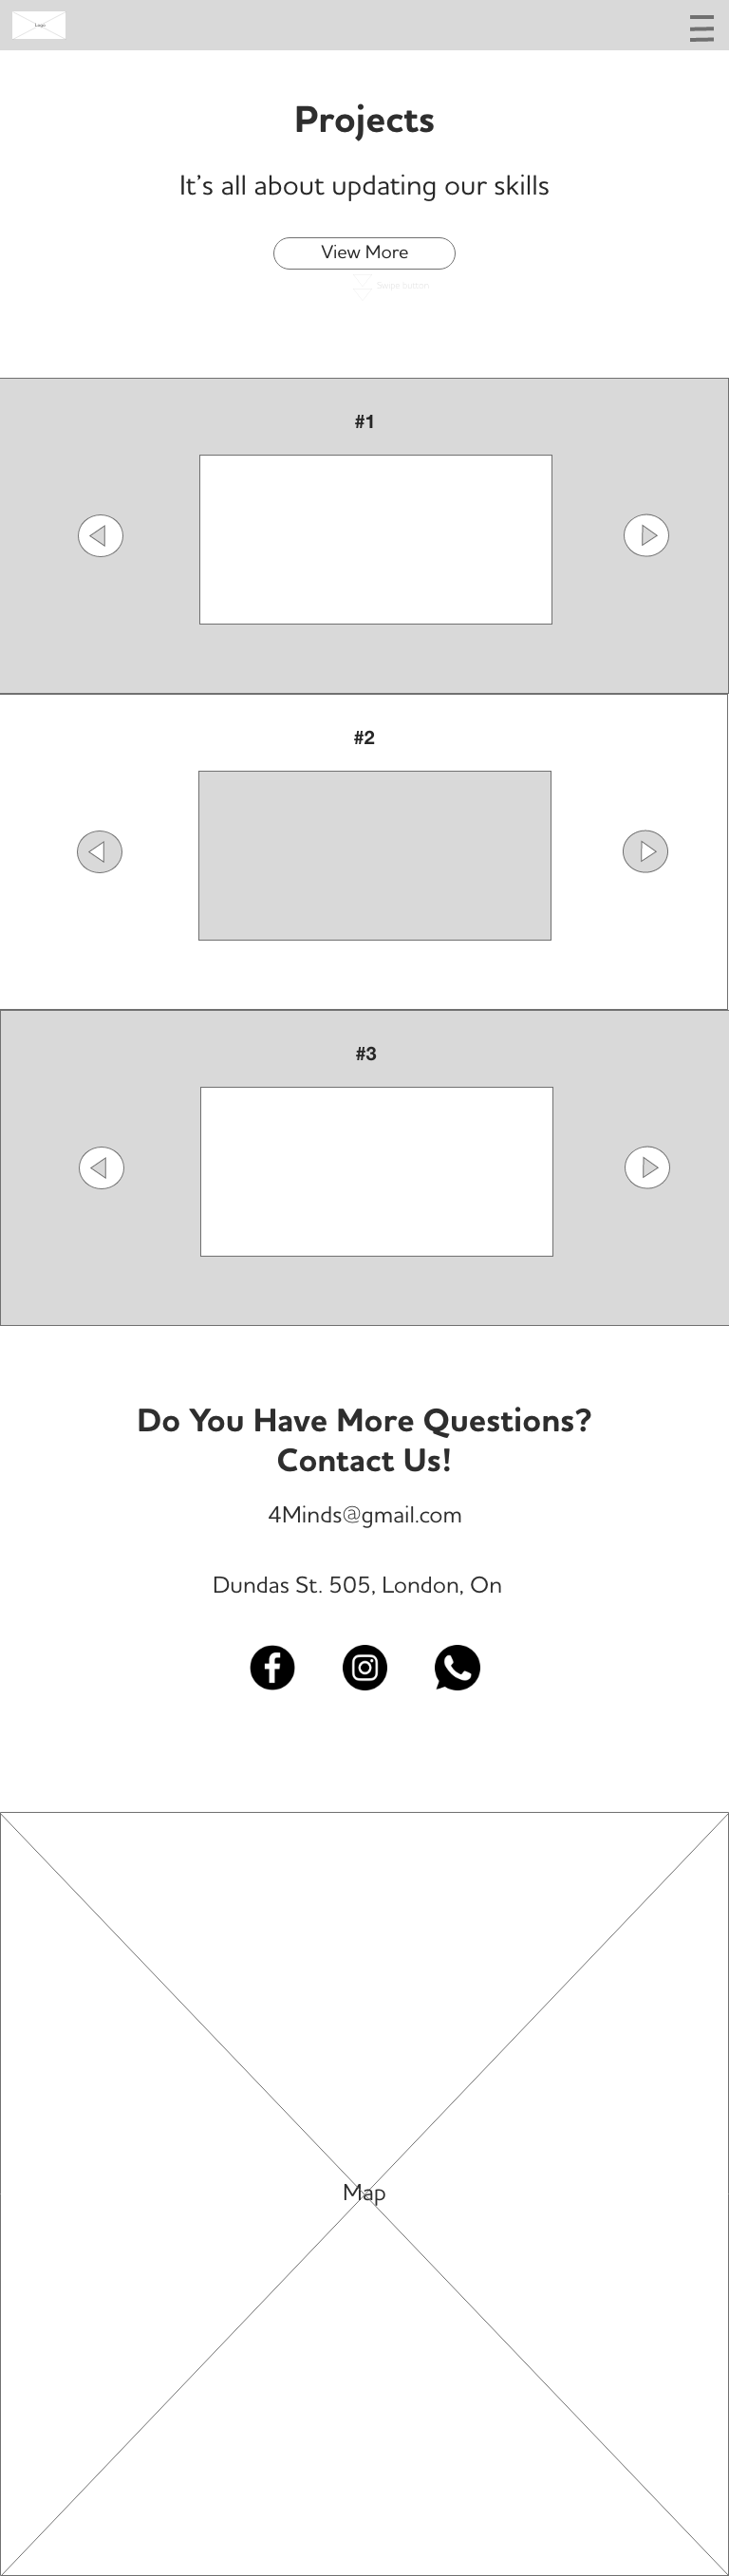 Logo
Projects
It's all about updating our skills
View More
Swipe button
#1
#2
#3
Do You Have More Questions?
Contact Us!
4Minds@gmail.com
Dundas St. 505, London, On
Map